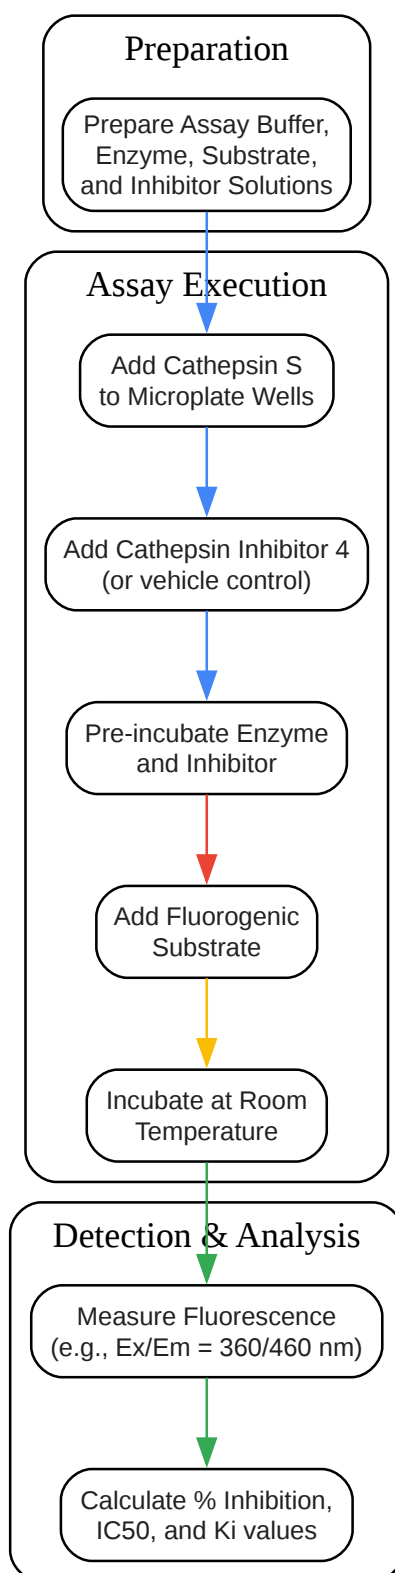 Preparation
Prepare Assay Buffer,
Enzyme, Substrate,
and Inhibitor Solutions
Assay Execution
Add Cathepsin S
to Microplate Wells
Add Cathepsin Inhibitor 4
(or vehicle control)
Pre-incubate Enzyme
and Inhibitor
Add Fluorogenic
Substrate
Incubate at Room
Temperature
Detection & Analysis
Measure Fluorescence
(e.g., Ex/Em = 360/460 nm)
Calculate % Inhibition,
IC50, and Ki values